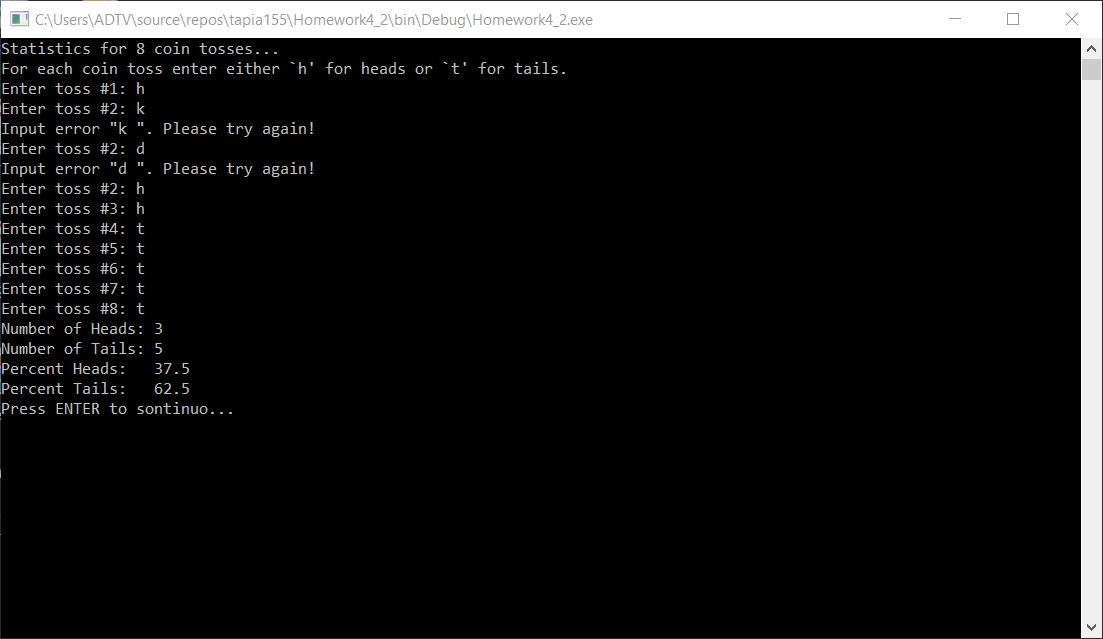 C:\Users\ADTV\source\repos\tapia155\Homework4_2\bin\Debug\Homework4_2.exe
Statistics for 8 coin tosses...
For each coin toss enter either `h' for heads or `t' for tails.
Enter toss #1: h
Enter toss #2: k
Input error "k ". Please try again!
Enter toss #2: d
Input error "d ". Please try again!
Enter toss #2: h
Enter toss #3: h
Enter toss #4: t
Enter toss #5: t
Enter toss #6: t
Enter toss #7: t
Enter toss #8: t
Number of Heads: 3
Number of Tails: 5
Percent Heads:   37.5
Percent Tails:   62.5
Press ENTER to sontinuo...